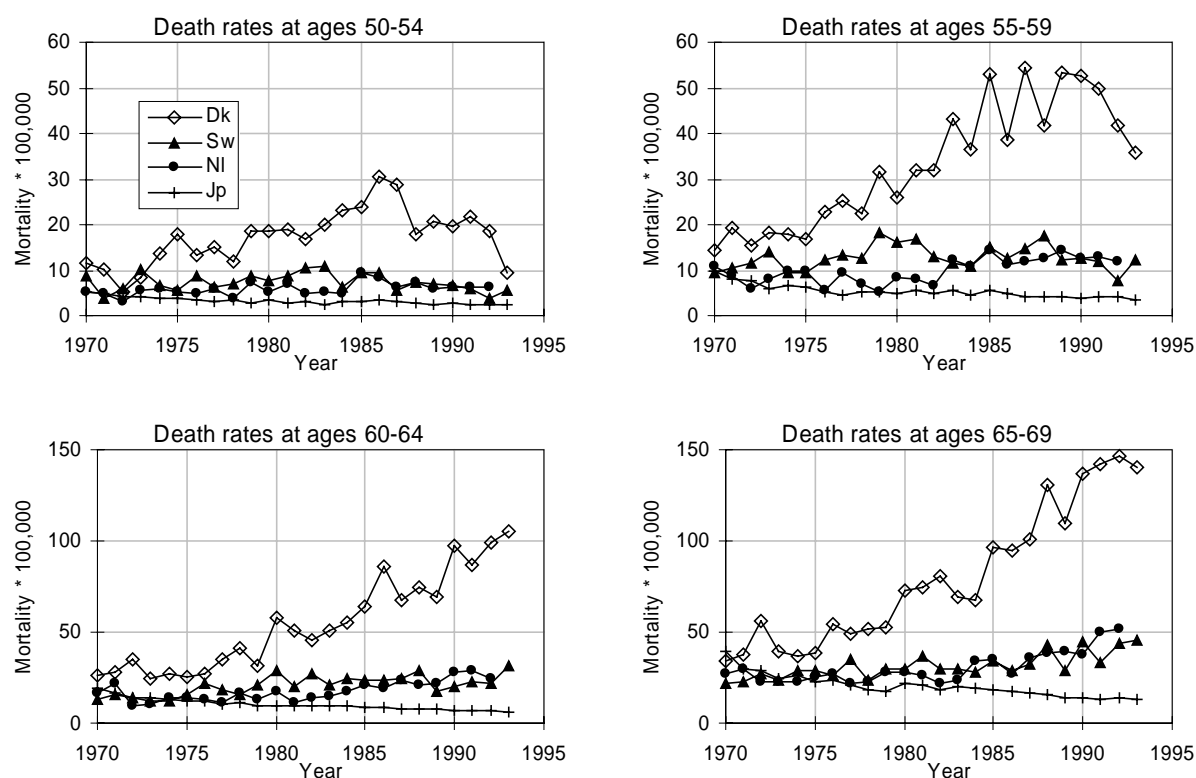 Death rates at ages 50-54
60
50
40
30
20
10
0
Mortality * 100,000
Dk
Sw
Nl
Jp
1970 1975 1980 1985 1990 1995
Year
Death rates at ages 55-59
60
50
40
30
20
10
0
Mortality * 100,000
1970 1975 1980 1985 1990 1995
Year
Death rates at ages 60-64
150
100
50
0
Mortality * 100,000
1970 1975 1980 1985 1990 1995
Year
Death rates at ages 65-69
150
100
50
0
Mortality * 100,000
1970 1975 1980 1985 1990 1995
Year